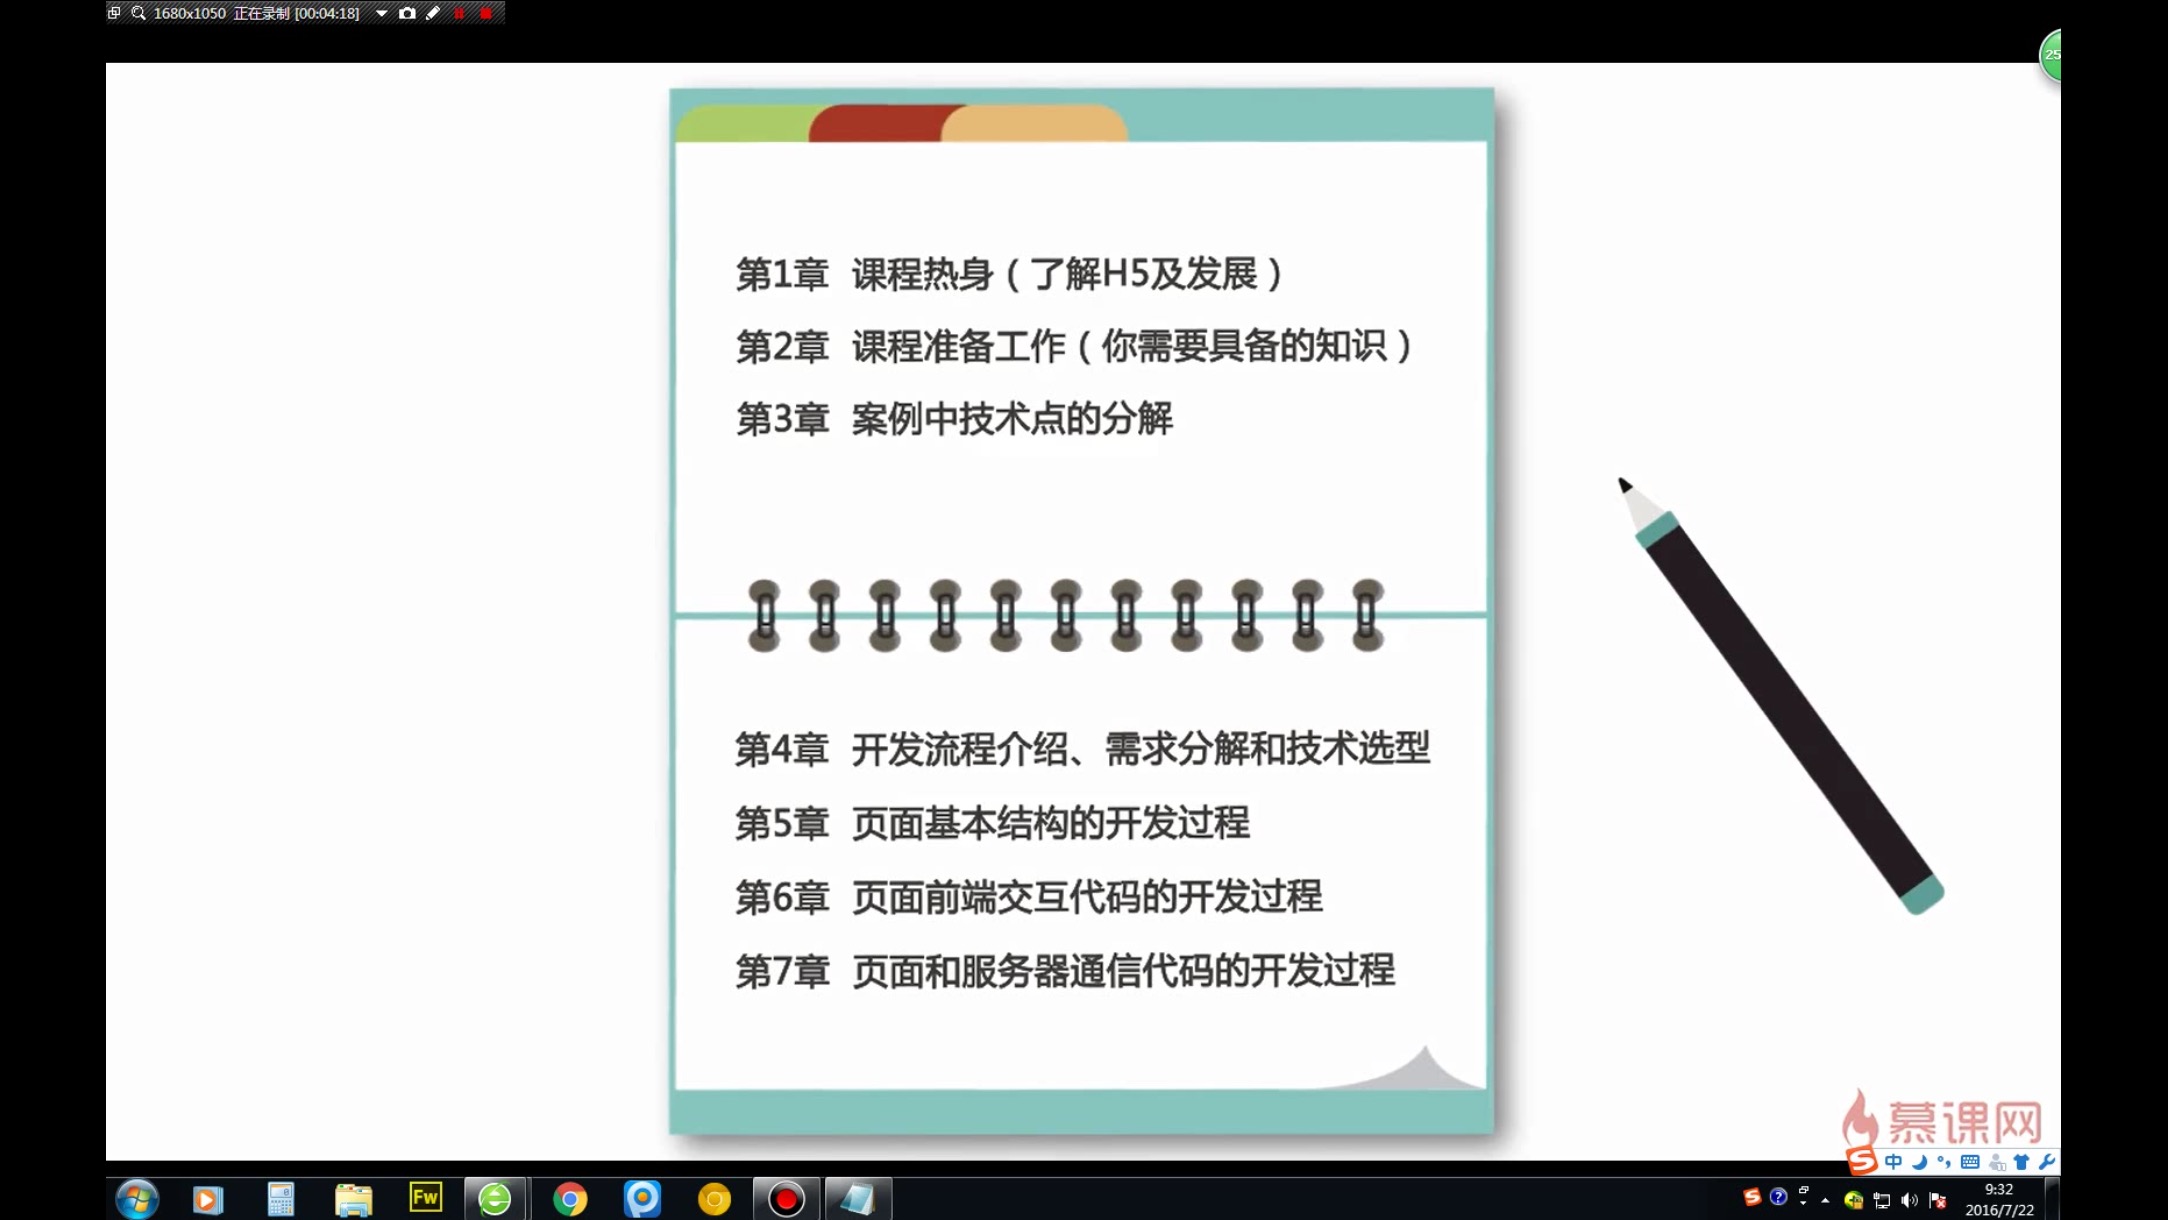 1680x1050 正在录制 [00:04:18]
25
第1章 课程热身（了解H5及发展）
第2章 课程准备工作（你需要具备的知识）
第3章 案例中技术点的分解
第4章 开发流程介绍、需求分解和技术选型
第5章 页面基本结构的开发过程
第6章 页面前端交互代码的开发过程
第7章 页面和服务器通信代码的开发过程
慕课网
中
Fw
9:32
2016/7/22